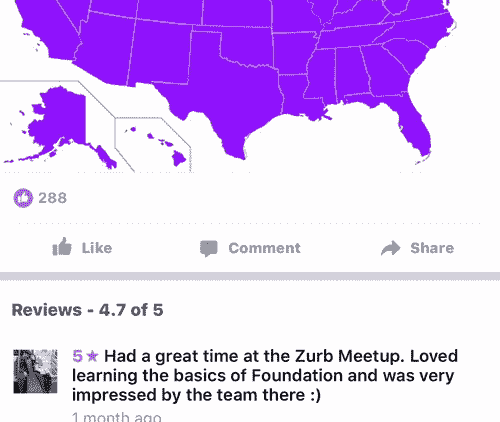 288
Like Comment Share
Reviews - 4.7 of 5
5★ Had a great time at the Zurb Meetup. Loved
learning the basics of Foundation and was very
impressed by the team there :)
1 month ago